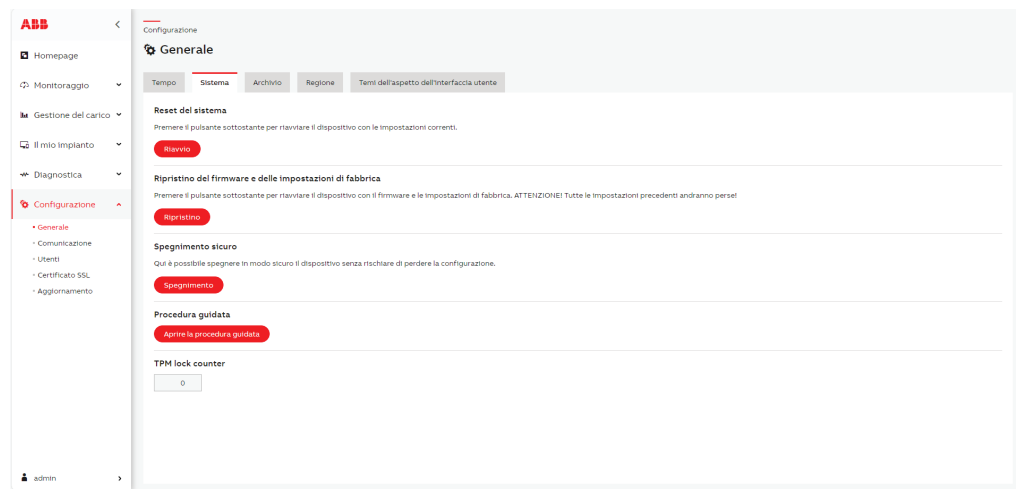 ABB
Homepage
Monitoraggio
Gestione del carico
Il mio impianto
Diagnostica
Configurazione
Generale
Comunicazione
Utenti
Certificato SSL
Aggiornamento
admin
Configurazione
Generale
Tempo
Sistema
Archivio
Regione
Temi dell'aspetto dell'interfaccia utente
Reset del sistema
Premere il pulsante sottostante per riavviare il dispositivo con le impostazioni correnti.
Riavvio
Ripristino del firmware e delle impostazioni di fabbrica
Premere il pulsante sottostante per riavviare il dispositivo con il firmware e le impostazioni di fabbrica. ATTENZIONE! Tutte le impostazioni precedenti andranno perse!
Ripristino
Spegnimento sicuro
Qui è possibile spegnere in modo sicuro il dispositivo senza rischiare di perdere la configurazione.
Spegnimento
Procedura guidata
Aprire la procedura guidata
TPM lock counter
0